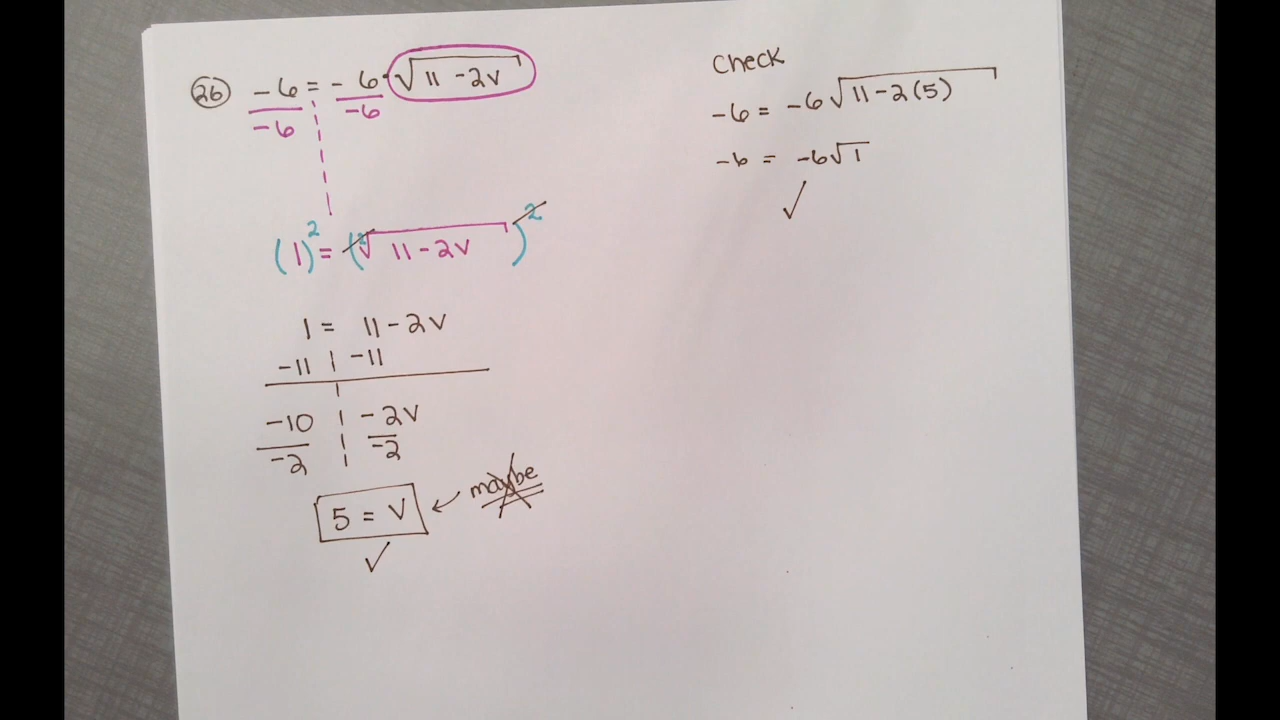 26 -6 = -6·√11-2v
-6 -6
(1)² = (²√11-2v)²
1 = 11-2v
-11 -11
-10 -2v
-2 -2
5 = v ← maybe
✓
Check
-6 = -6√11-2(5)
-6 = -6√1
✓